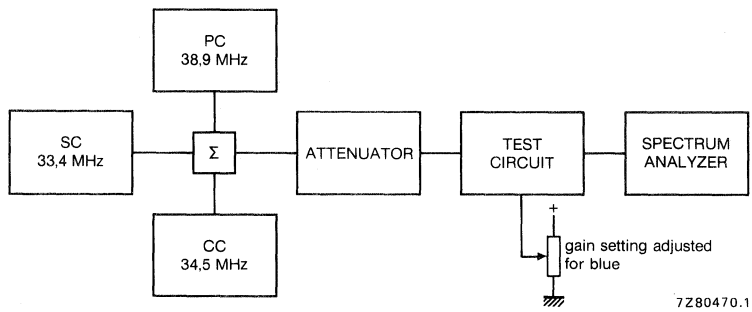 PC
38,9 MHz
SC
33,4 MHz
Σ
ATTENUATOR
TEST
CIRCUIT
SPECTRUM
ANALYZER
CC
34,5 MHz
+
gain setting adjusted
for blue
7Z80470.1